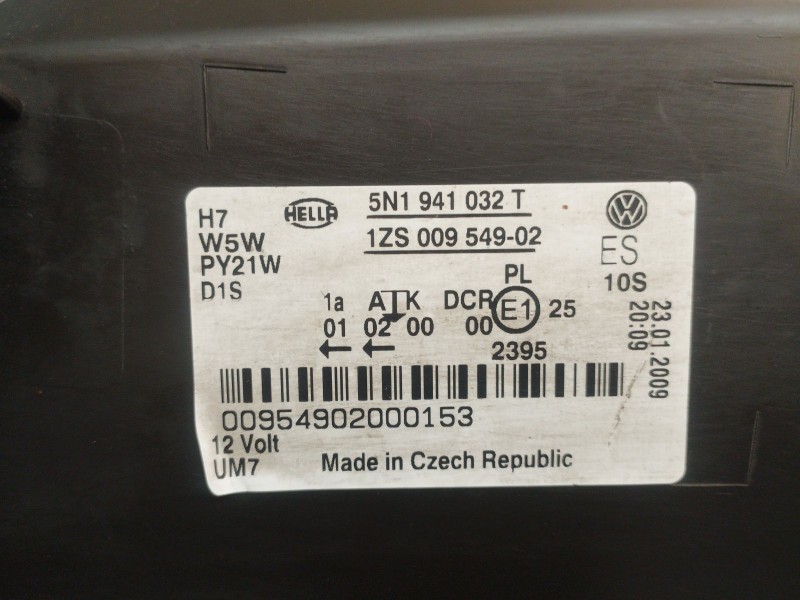 H7 HELLA 5N1 941 032 T VW
W5W 1ZS 009 549-02 ES
PY21W PL 10S
D1S 1a ATK DCR E1 25
01 02 00 00
2395
23.01.2009
20:09
00954902000153
12 Volt
UM7 Made in Czech Republic